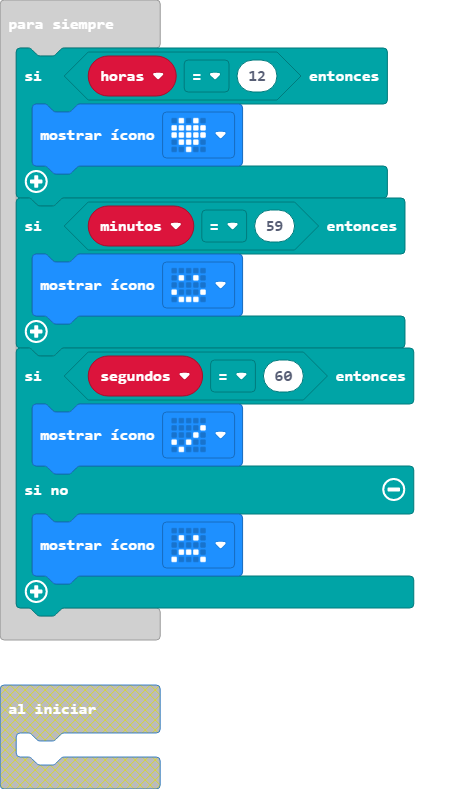 para siempre
si horas = 12 entonces
mostrar ícono
si minutos = 59 entonces
mostrar ícono
si segundos = 60 entonces
mostrar ícono
si no
mostrar ícono
al iniciar